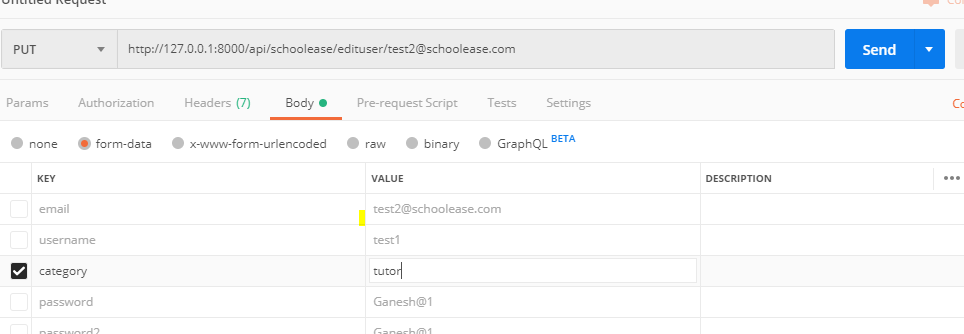 Untitled Request
PUT http://127.0.0.1:8000/api/schoolease/edituser/test2@schoolease.com Send
Params Authorization Headers (7) Body Pre-request Script Tests Settings Co
none form-data x-www-form-urlencoded raw binary GraphQL BETA
KEY VALUE DESCRIPTION
email test2@schoolease.com
username test1
category tutor
password Ganesh@1
password2 Ganesh@1